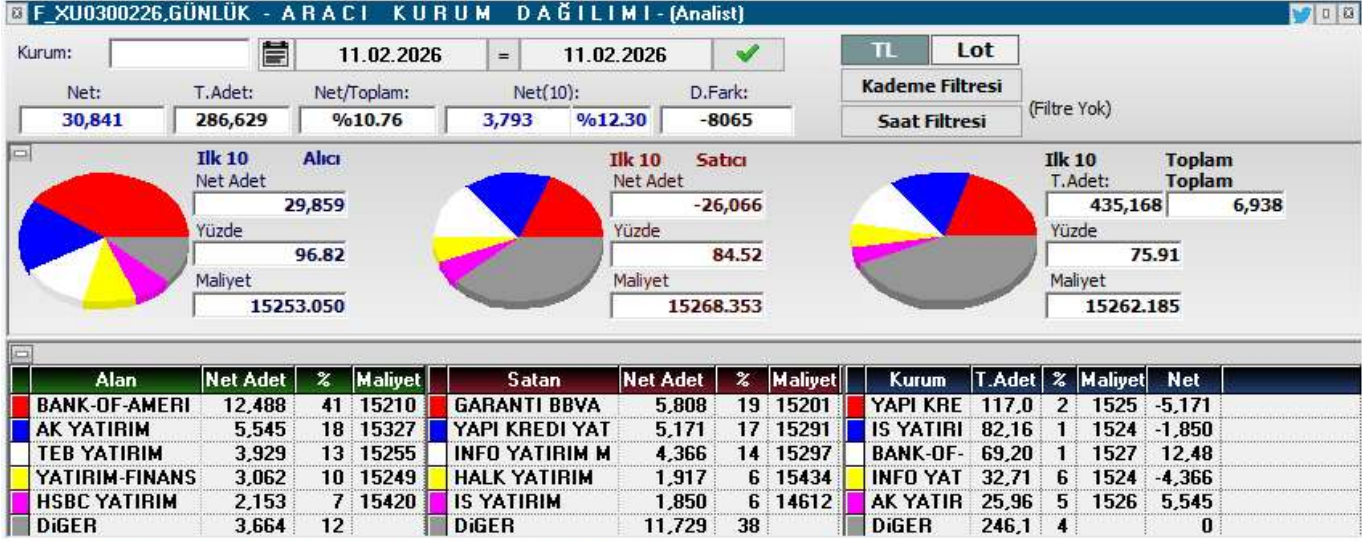 F_XU0300226,GÜNLÜK - A R A C I   K U R U M   D A Ğ I L I M I - (Analist)
Kurum: 11.02.2026 = 11.02.2026 TL Lot
Kademe Filtresi
Net: T.Adet: Net/Toplam: Net(10): D.Fark:
30,841 286,629 %10.76 3,793 %12.30 -8065 Saat Filtresi (Filtre Yok)
Ilk 10 Alıcı Ilk 10 Satıcı Ilk 10 Toplam
Net Adet Net Adet T.Adet: Toplam
29,859 -26,066 435,168 6,938
Yüzde Yüzde Yüzde
96.82 84.52 75.91
Maliyet Maliyet Maliyet
15253.050 15268.353 15262.185
Alan Net Adet % Maliyet Satan Net Adet % Maliyet Kurum T.Adet % Maliyet Net
BANK-OF-AMERI 12,488 41 15210 GARANTI BBVA 5,808 19 15201 YAPI KRE 117,0 2 1525 -5,171
AK YATIRIM 5,545 18 15327 YAPI KREDI YAT 5,171 17 15291 IS YATIRI 82,16 1 1524 -1,850
TEB YATIRIM 3,929 13 15255 INFO YATIRIM M 4,366 14 15297 BANK-OF- 69,20 1 1527 12,48
YATIRIM-FINANS 3,062 10 15249 HALK YATIRIM 1,917 6 15434 INFO YAT 32,71 6 1524 -4,366
HSBC YATIRIM 2,153 7 15420 IS YATIRIM 1,850 6 14612 AK YATIR 25,96 5 1526 5,545
DiGER 3,664 12 DiGER 11,729 38 DiGER 246,1 4 0